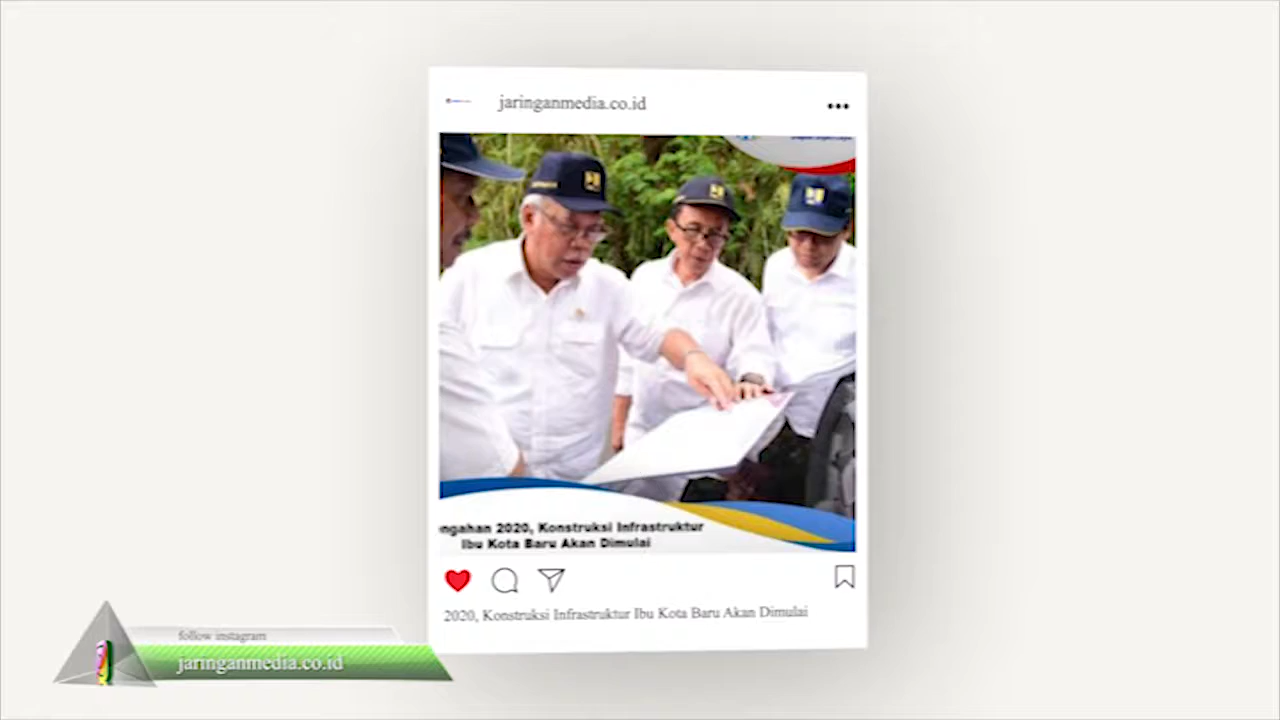 jaringanmedia.co.id
ngahan 2020, Konstruksi Infrastruktur
Ibu Kota Baru Akan Dimulai
2020, Konstruksi Infrastruktur Ibu Kota Baru Akan Dimulai
follow instagram
jaringanmedia.co.id